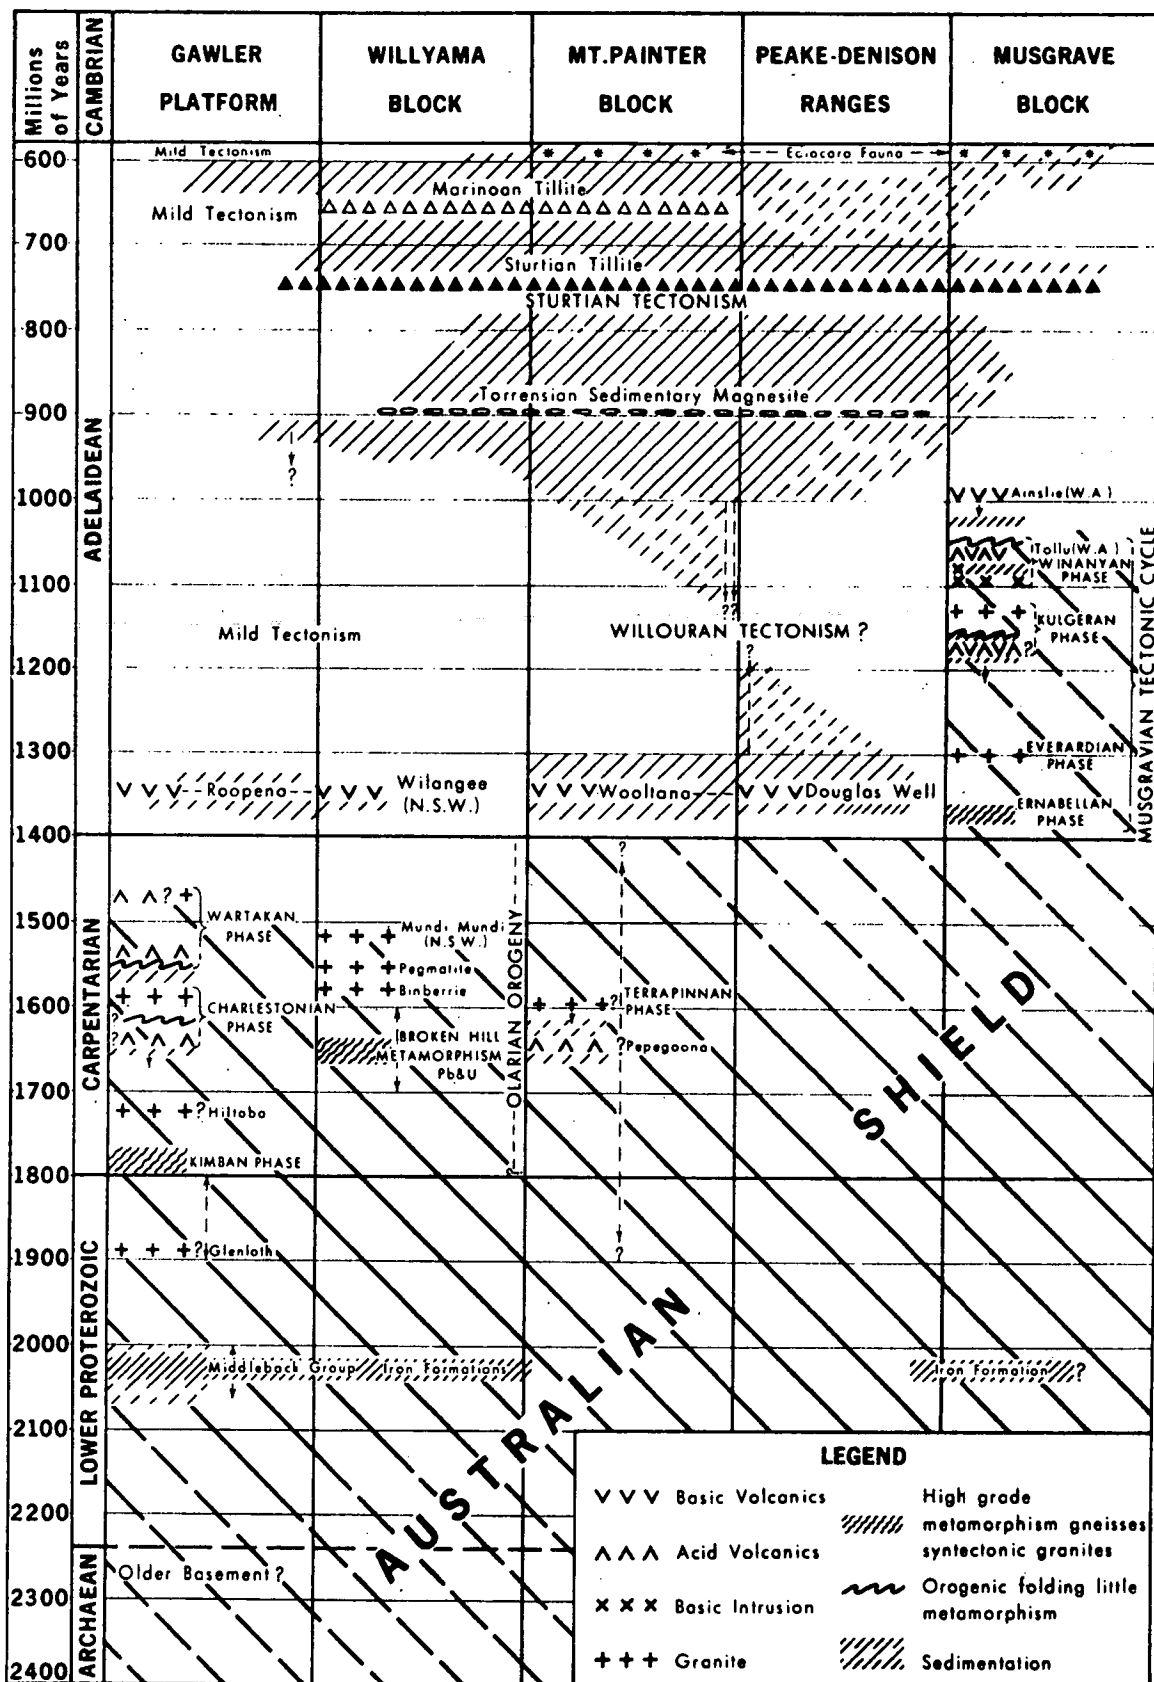 Millions of Years
CAMBRIAN
GAWLER PLATFORM
WILLYAMA BLOCK
MT.PAINTER BLOCK
PEAKE-DENISON RANGES
MUSGRAVE BLOCK
600
700
800
900
1000
1100
1200
1300
1400
1500
1600
1700
1800
1900
2000
2100
2200
2300
2400
ADELAIDEAN
CARPENTARIAN
LOWER PROTEROZOIC
ARCHAEAN
Mild Tectonism
Ediacara Fauna
Marinoan Tillite
Mild Tectonism
Sturtian Tillite
STURTIAN TECTONISM
Torrensian Sedimentary Magnesite
?
Ainslie(W.A.)
Tollu(W.A.)
WINANYAN PHASE
??
Mild Tectonism
WILLOURAN TECTONISM ?
?
KULGERAN PHASE
?
EVERARDIAN PHASE
ERNABELLAN PHASE
MUSGRAVIAN TECTONIC CYCLE
Roopena
Wilangee (N.S.W.)
Wooltana
Douglas Well
?
? WARTAKAN PHASE
Mundi Mundi (N.S.W.)
Pegmatite
Binberrie
OLARIAN OROGENY
CHARLESTONIAN PHASE
?
?
BROKEN HILL METAMORPHISM Pb&U
? TERRAPINNAN PHASE
? Pepegoona
? Hiltaba
KIMBAN PHASE
?
? Glenloth
?
Middleback Group
Iron Formation
Iron Formation ?
AUSTRALIAN SHIELD
Older Basement ?
LEGEND
Basic Volcanics
Acid Volcanics
Basic Intrusion
Granite
High grade
metamorphism gneisses
syntectonic granites
Orogenic folding little
metamorphism
Sedimentation